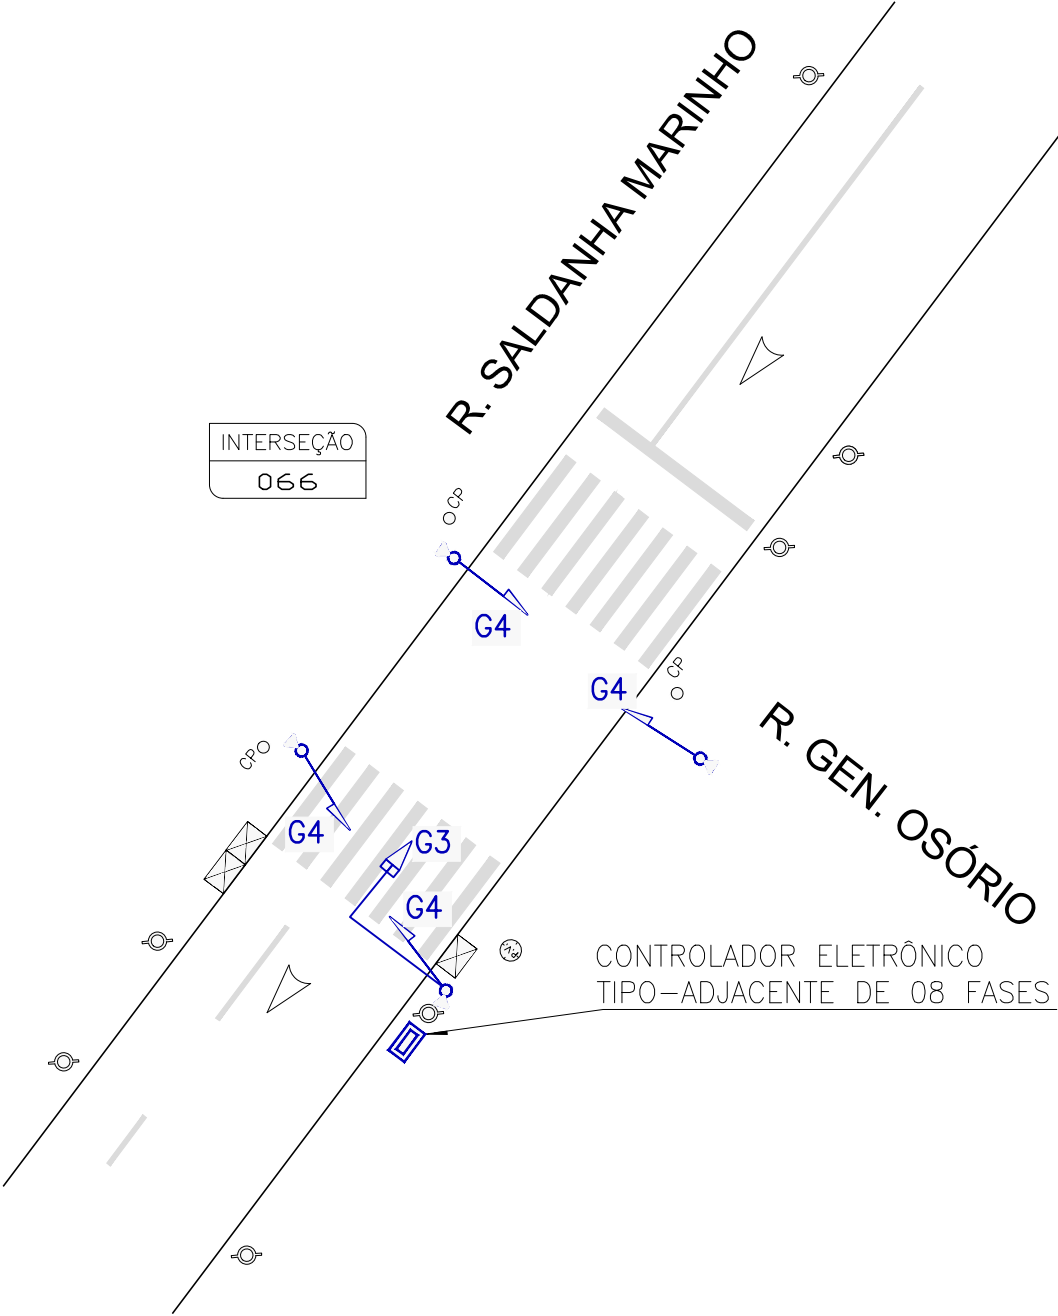 R. SALDANHA MARINHO
INTERSEÇÃO
066
CP
G4
CP
G4
CP
R. GEN. OSÓRIO
G4
G3
G4
P.V.
CONTROLADOR ELETRÔNICO
TIPO-ADJACENTE DE 08 FASES